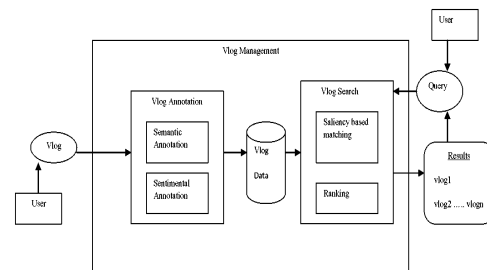 User
Vlog Management
Vlog Annotation
Vlog Search
Query
Semantic
Annotation
Saliency based
matching
Vlog
Vlog
Data
Results
Sentimental
Annotation
Ranking
vlog1
User
vlog2 ..... vlogn